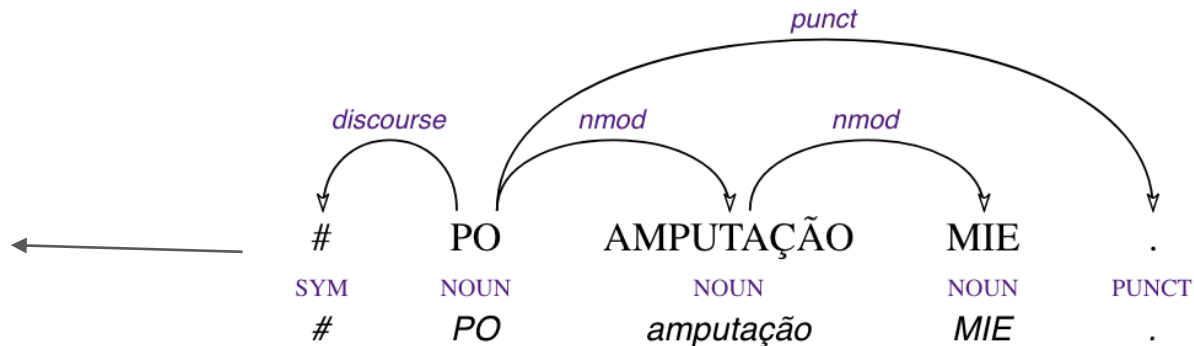 punct
discourse nmod nmod
# PO AMPUTAÇÃO MIE .
SYM NOUN NOUN NOUN PUNCT
# PO amputação MIE .